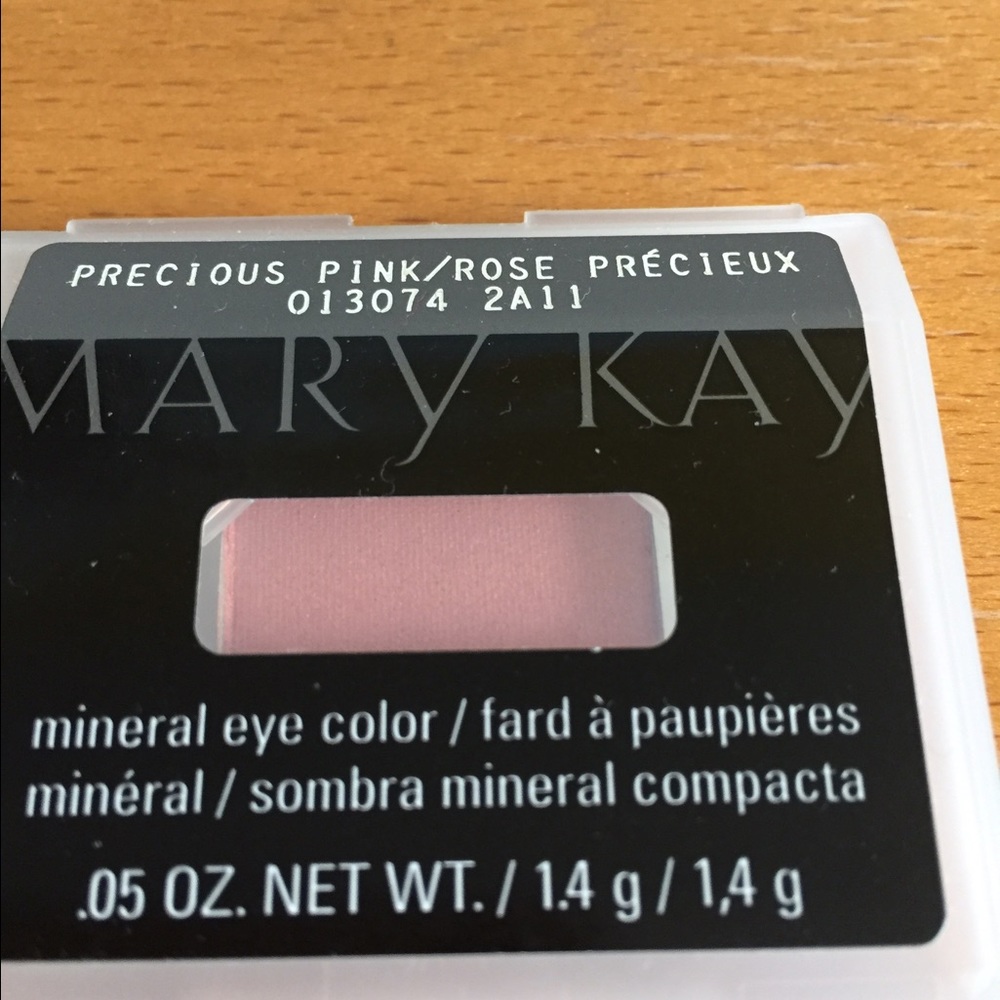 PRECIOUS PINK/ROSE PRÉCIEUX
013074 2A11
MARY KAY
mineral eye color / fard à paupières
minéral / sombra mineral compacta
.05 OZ. NET WT. / 1.4 g / 1,4 g